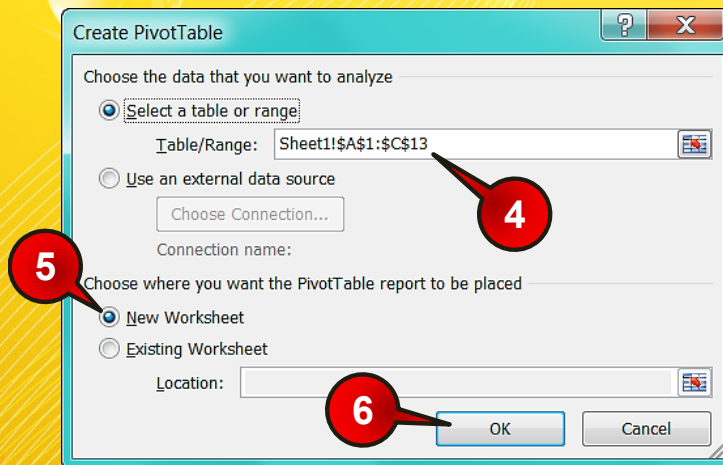 Create PivotTable
? X
Choose the data that you want to analyze
Select a table or range
Table/Range: Sheet1!$A$1:$C$13
4
Use an external data source
Choose Connection...
Connection name:
5
Choose where you want the PivotTable report to be placed
New Worksheet
Existing Worksheet
Location:
6
OK Cancel